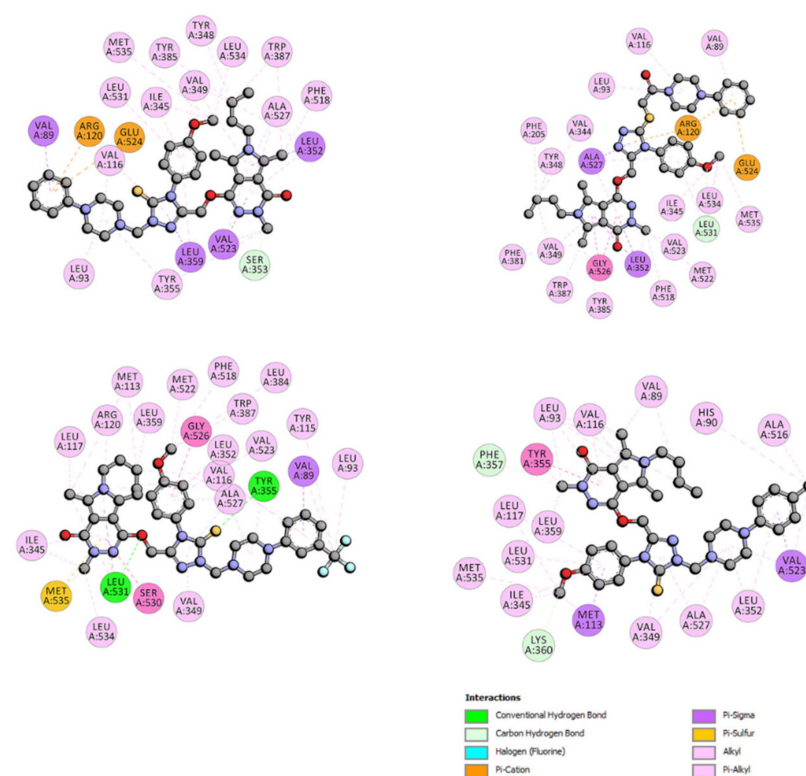 TYR
A:348
MET
A:535
TYR
A:385
LEU
A:534
TRP
A:387
VAL
A:349
LEU
A:531
ILE
A:345
ALA
A:527
PHE
A:518
VAL
A:89
ARG
A:120
GLU
A:524
LEU
A:352
VAL
A:116
LEU
A:359
VAL
A:523
SER
A:353
LEU
A:93
TYR
A:355
VAL
A:116
VAL
A:89
LEU
A:93
PHE
A:205
VAL
A:344
ARG
A:120
TYR
A:348
ALA
A:527
GLU
A:524
ILE
A:345
LEU
A:534
MET
A:535
LEU
A:531
PHE
A:381
VAL
A:349
VAL
A:523
GLY
A:526
LEU
A:352
MET
A:522
TRP
A:387
TYR
A:385
PHE
A:518
MET
A:113
MET
A:522
PHE
A:518
LEU
A:384
ARG
A:120
LEU
A:359
TRP
A:387
GLY
A:526
TYR
A:115
LEU
A:117
LEU
A:352
VAL
A:523
VAL
A:116
VAL
A:89
LEU
A:93
TYR
A:355
ALA
A:527
ILE
A:345
MET
A:535
LEU
A:531
SER
A:530
VAL
A:349
LEU
A:534
LEU
A:93
VAL
A:116
VAL
A:89
HIS
A:90
ALA
A:516
PHE
A:357
TYR
A:355
LEU
A:117
LEU
A:359
LEU
A:531
MET
A:535
ILE
A:345
VAL
A:523
LYS
A:360
MET
A:113
VAL
A:349
ALA
A:527
LEU
A:352
Interactions
Conventional Hydrogen Bond
Carbon Hydrogen Bond
Halogen (Fluorine)
Pi-Cation
Pi-Sigma
Pi-Sulfur
Alkyl
Pi-Alkyl